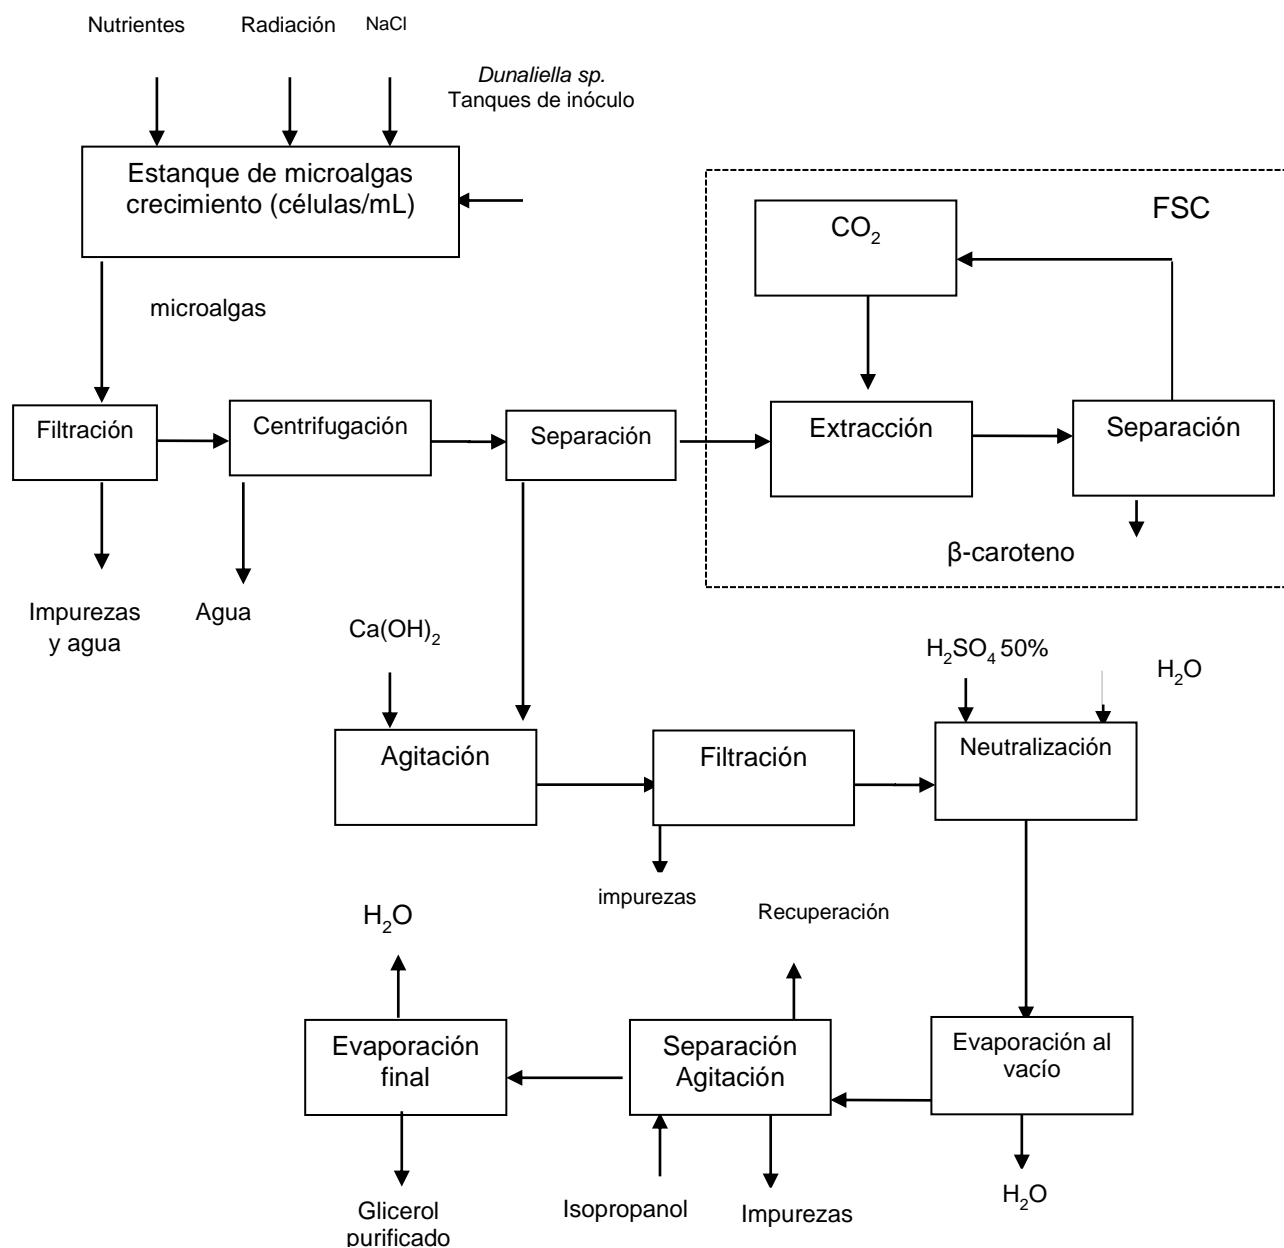 Nutrientes
Radiación
NaCl
Dunaliella sp.
Tanques de inóculo
Estanque de microalgas
crecimiento (células/mL)
FSC
CO2
microalgas
Filtración
Centrifugación
Separación
Extracción
Separación
β-caroteno
Impurezas
y agua
Agua
Ca(OH)2
H2SO4 50%
H2O
Agitación
Filtración
Neutralización
impurezas
Recuperación
H2O
Evaporación
final
Separación
Agitación
Evaporación al
vacío
Glicerol
purificado
Isopropanol
Impurezas
H2O